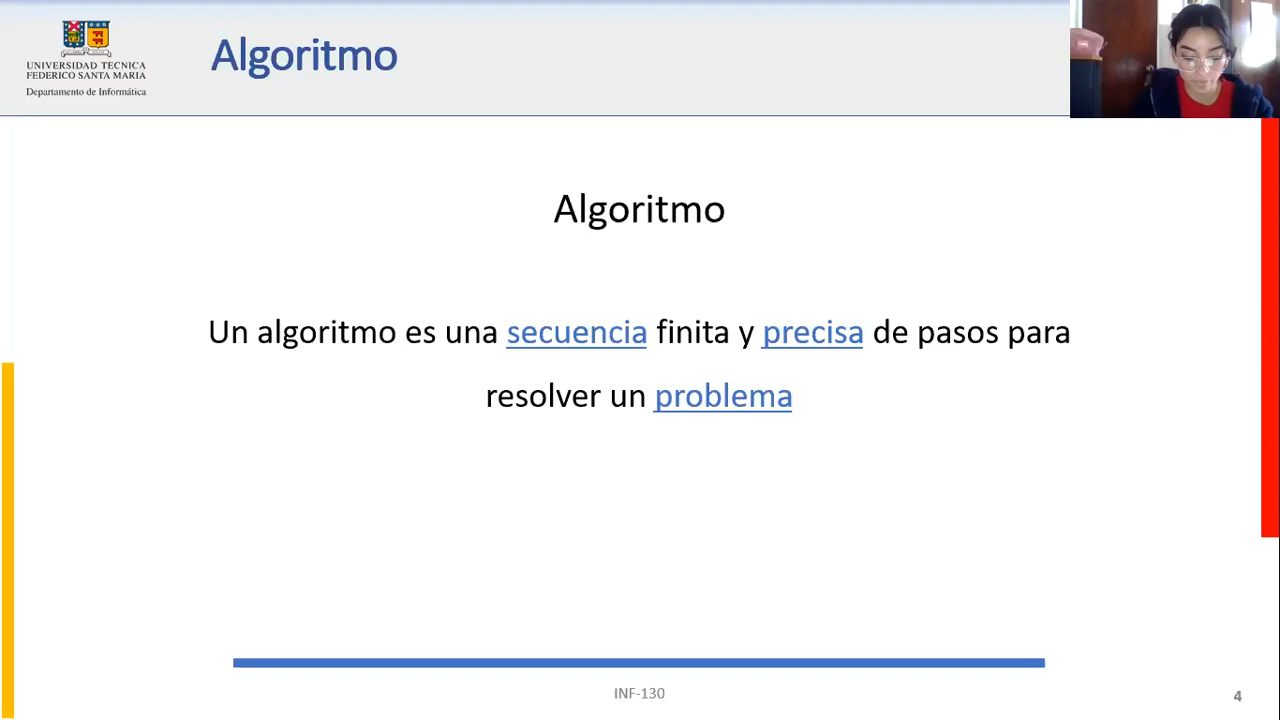 UNIVERSIDAD TECNICA
FEDERICO SANTA MARIA
Departamento de Informática
Algoritmo
Algoritmo
Un algoritmo es una secuencia finita y precisa de pasos para
resolver un problema
INF-130
4